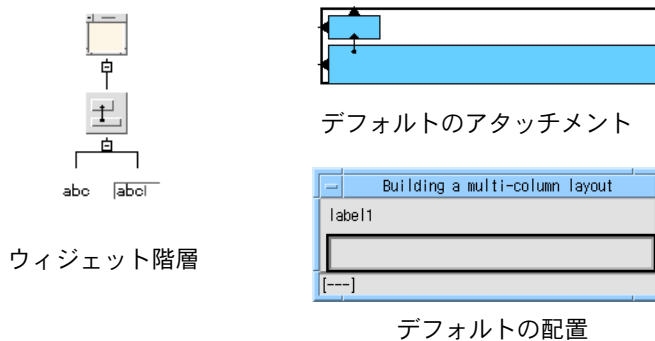 abc
abcl
ウィジェット階層
デフォルトのアタッチメント
Building a multi-column layout
label1
[---]
デフォルトの配置